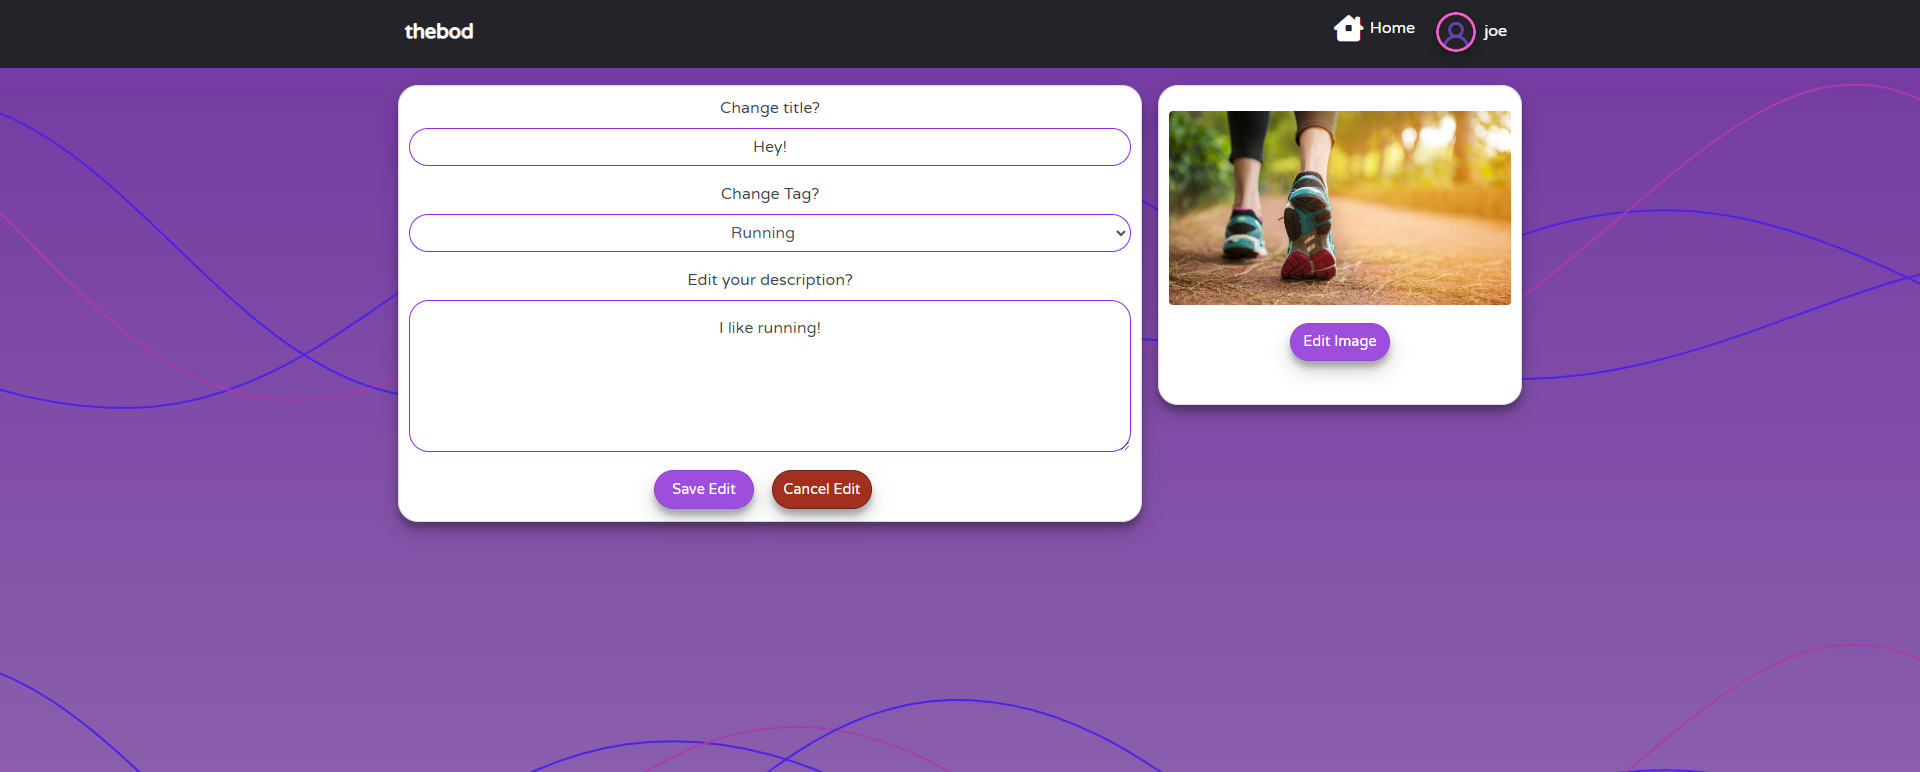 thebod
Home
joe
Change title?
Hey!
Change Tag?
Running
Edit your description?
I like running!
Save Edit
Cancel Edit
Edit Image